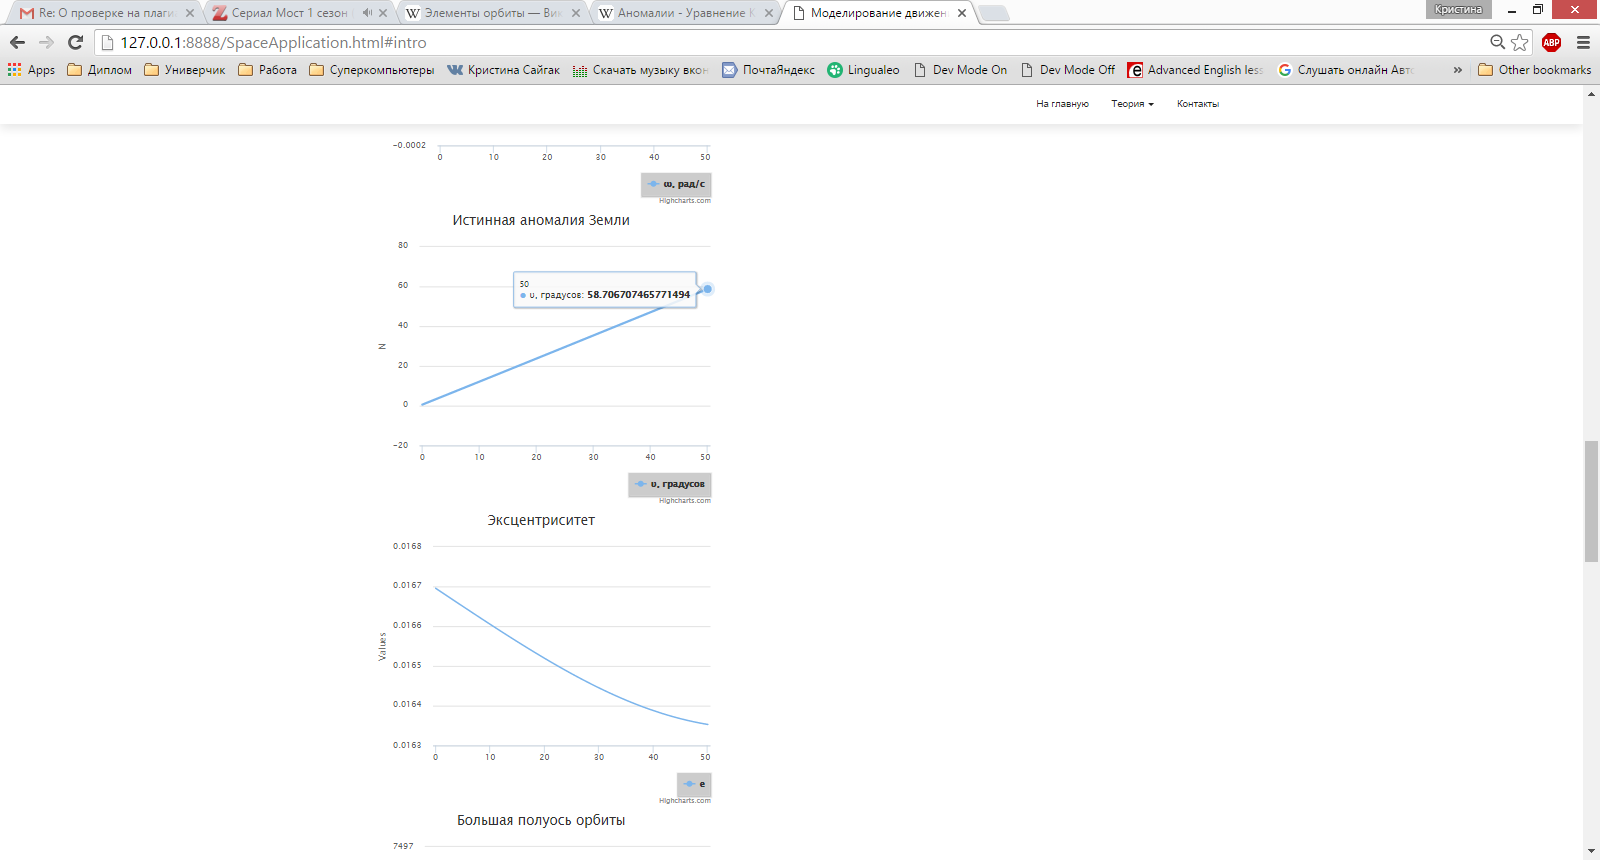 Кристина
Re: О проверке на плаги
Сериал Мост 1 сезон
Элементы орбиты — Вик
Аномалии - Уравнение К
Моделирование движен
127.0.0.1:8888/SpaceApplication.html#intro
ABP
Apps Диплом Универчик Работа Суперкомпьютеры Кристина Сайгак Скачать музыку вкон ПочтаЯндекс Lingualeo Dev Mode On Dev Mode Off Advanced English less Слушать онлайн Авто » Other bookmarks
На главную Теория Контакты
-0.0002
0 10 20 30 40 50
ω, рад/с
Highcharts.com
Истинная аномалия Земли
80
60
40
20
0
-20
N
50
υ, градусов: 58.706707465771494
0 10 20 30 40 50
υ, градусов
Highcharts.com
Эксцентриситет
0.0168
0.0167
0.0166
0.0165
0.0164
0.0163
Values
0 10 20 30 40 50
e
Highcharts.com
Большая полуось орбиты
7497